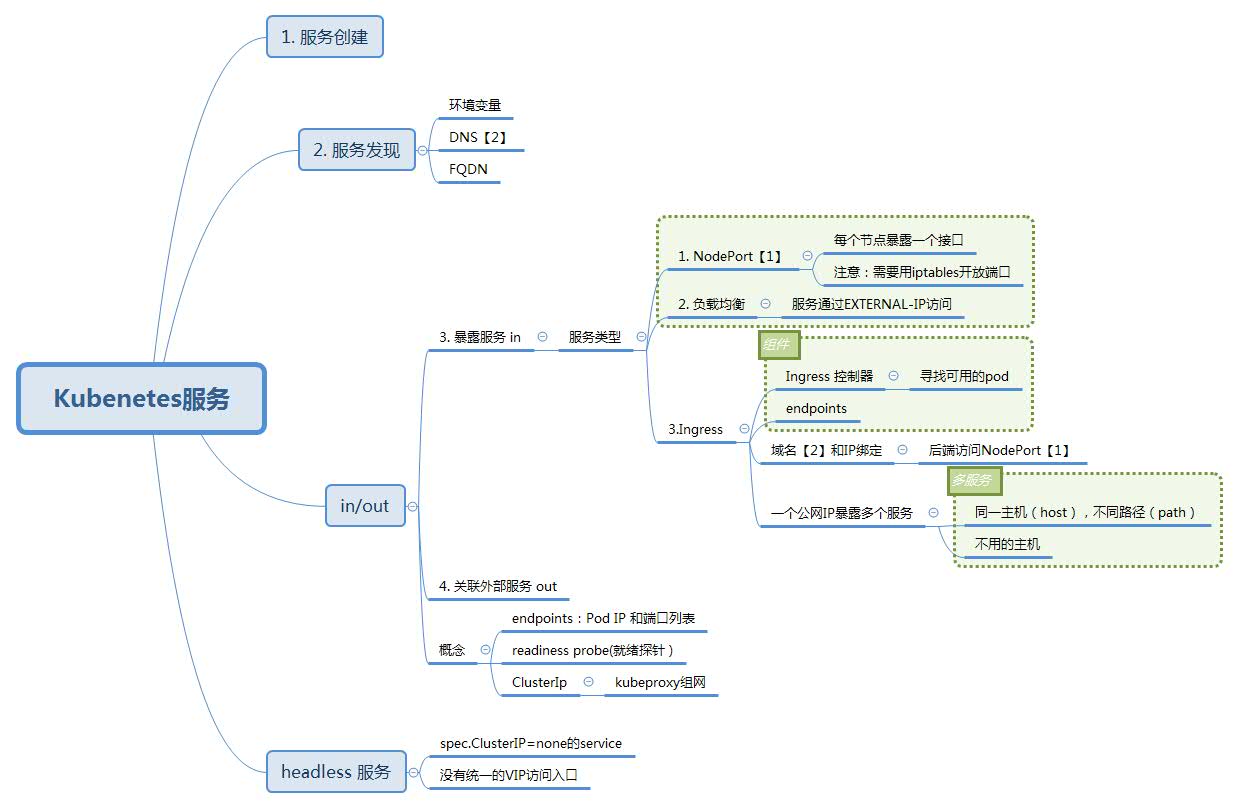 1. 服务创建
2. 服务发现
环境变量
DNS【2】
FQDN
Kubenetes服务
in/out
3. 暴露服务 in
服务类型
1. NodePort【1】
每个节点暴露一个接口
注意：需要用iptables开放端口
2. 负载均衡
服务通过EXTERNAL-IP访问
3.Ingress
组件
Ingress 控制器
寻找可用的pod
endpoints
域名【2】和IP绑定
后端访问NodePort【1】
一个公网IP暴露多个服务
多服务
同一主机（host），不同路径（path）
不用的主机
4. 关联外部服务 out
概念
endpoints：Pod IP 和端口列表
readiness probe(就绪探针）
ClusterIp
kubeproxy组网
headless 服务
spec.ClusterIP=none的service
没有统一的VIP访问入口